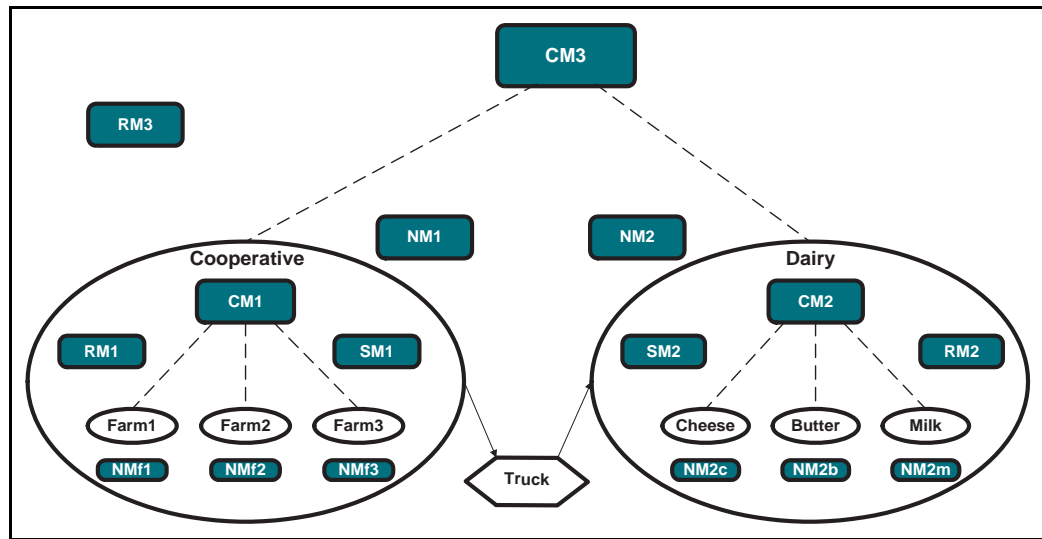 CM3
RM3
NM1
NM2
Cooperative
Dairy
CM1
CM2
RM1
SM1
SM2
RM2
Farm1
Farm2
Farm3
Cheese
Butter
Milk
NMf1
NMf2
NMf3
Truck
NM2c
NM2b
NM2m